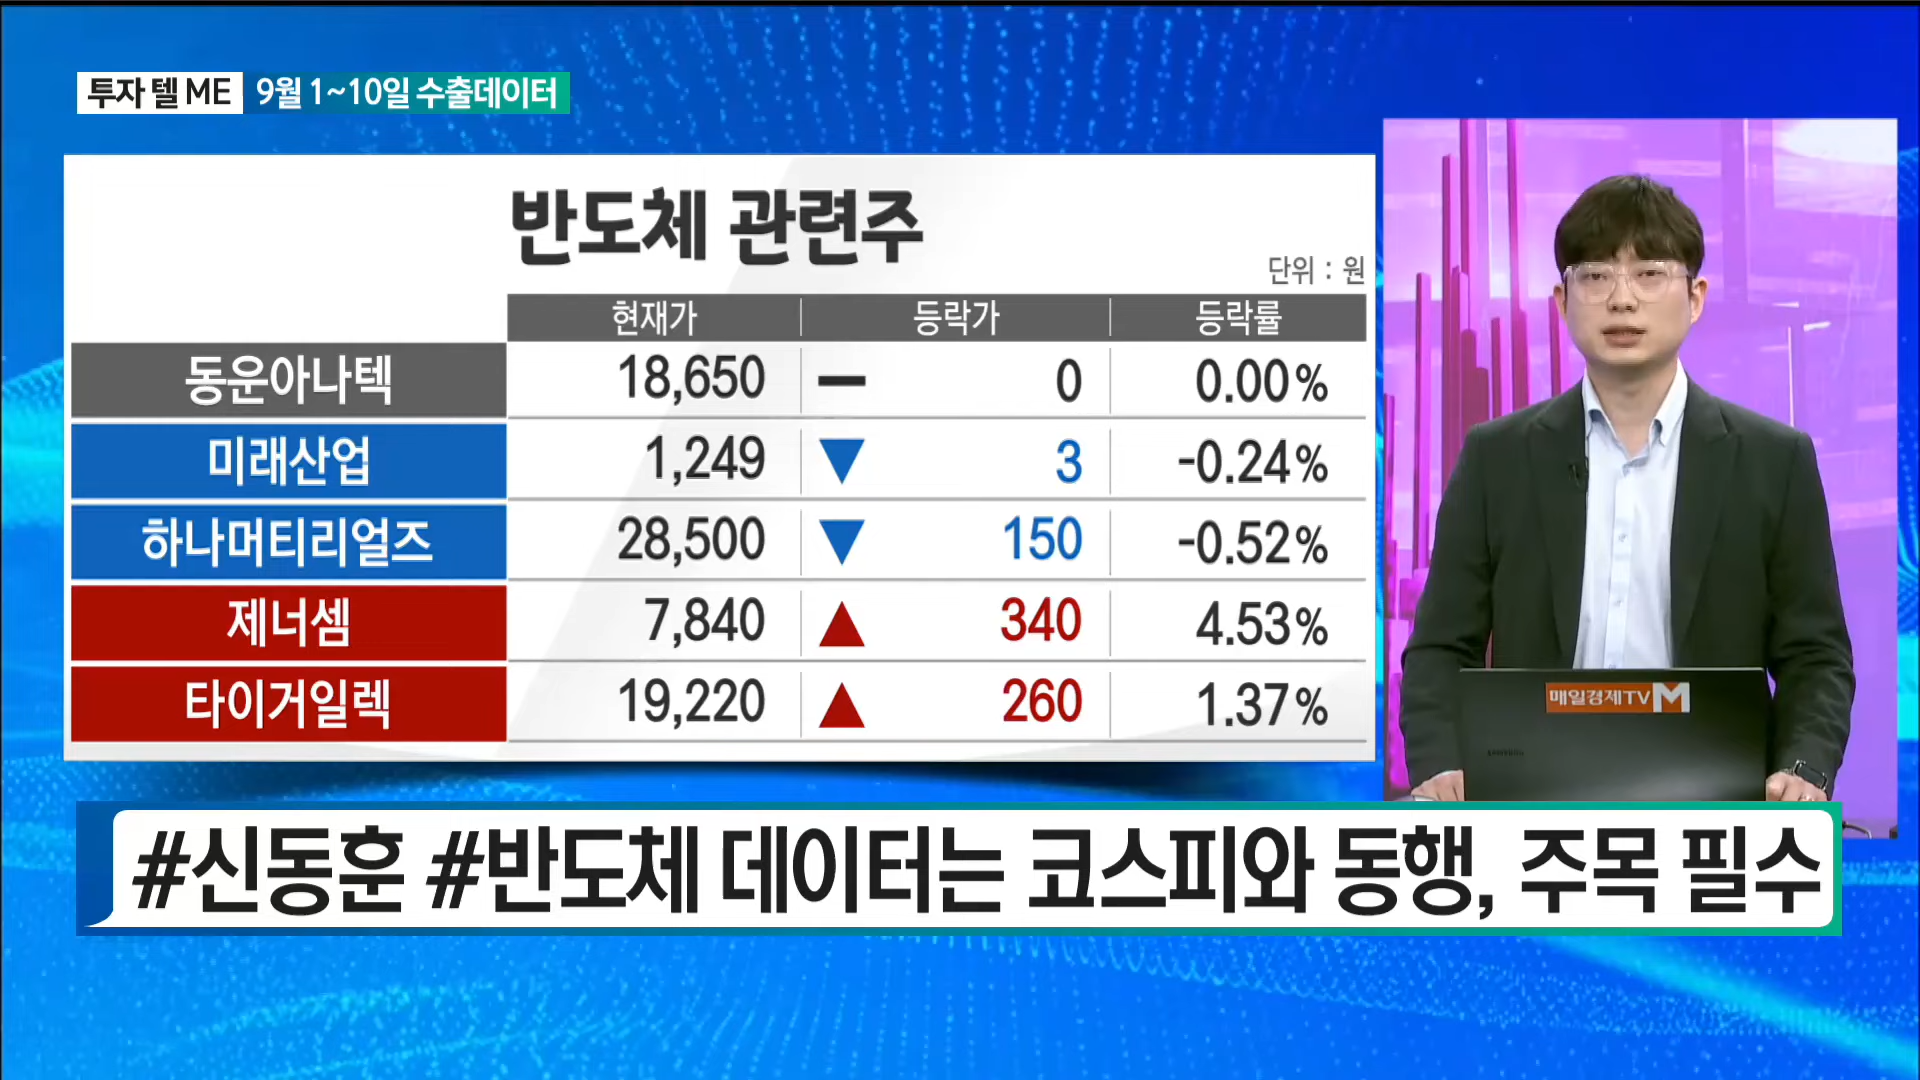 투자 텔 ME 9월 1~10일 수출데이터
반도체 관련주
단위 : 원
현재가 등락가 등락률
동운아나텍 18,650 0 0.00%
미래산업 1,249 ▼ 3 -0.24%
하나머티리얼즈 28,500 ▼ 150 -0.52%
제너셈 7,840 ▲ 340 4.53%
타이거일렉 19,220 ▲ 260 1.37%
매일경제TV M
SAMSUNG
#신동훈 #반도체 데이터는 코스피와 동행, 주목 필수